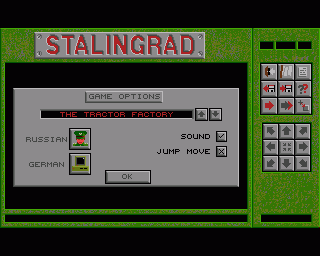 STALINGRAD
GAME OPTIONS
THE TRACTOR FACTORY
RUSSIAN
SOUND
JUMP MOVE
GERMAN
OK
??